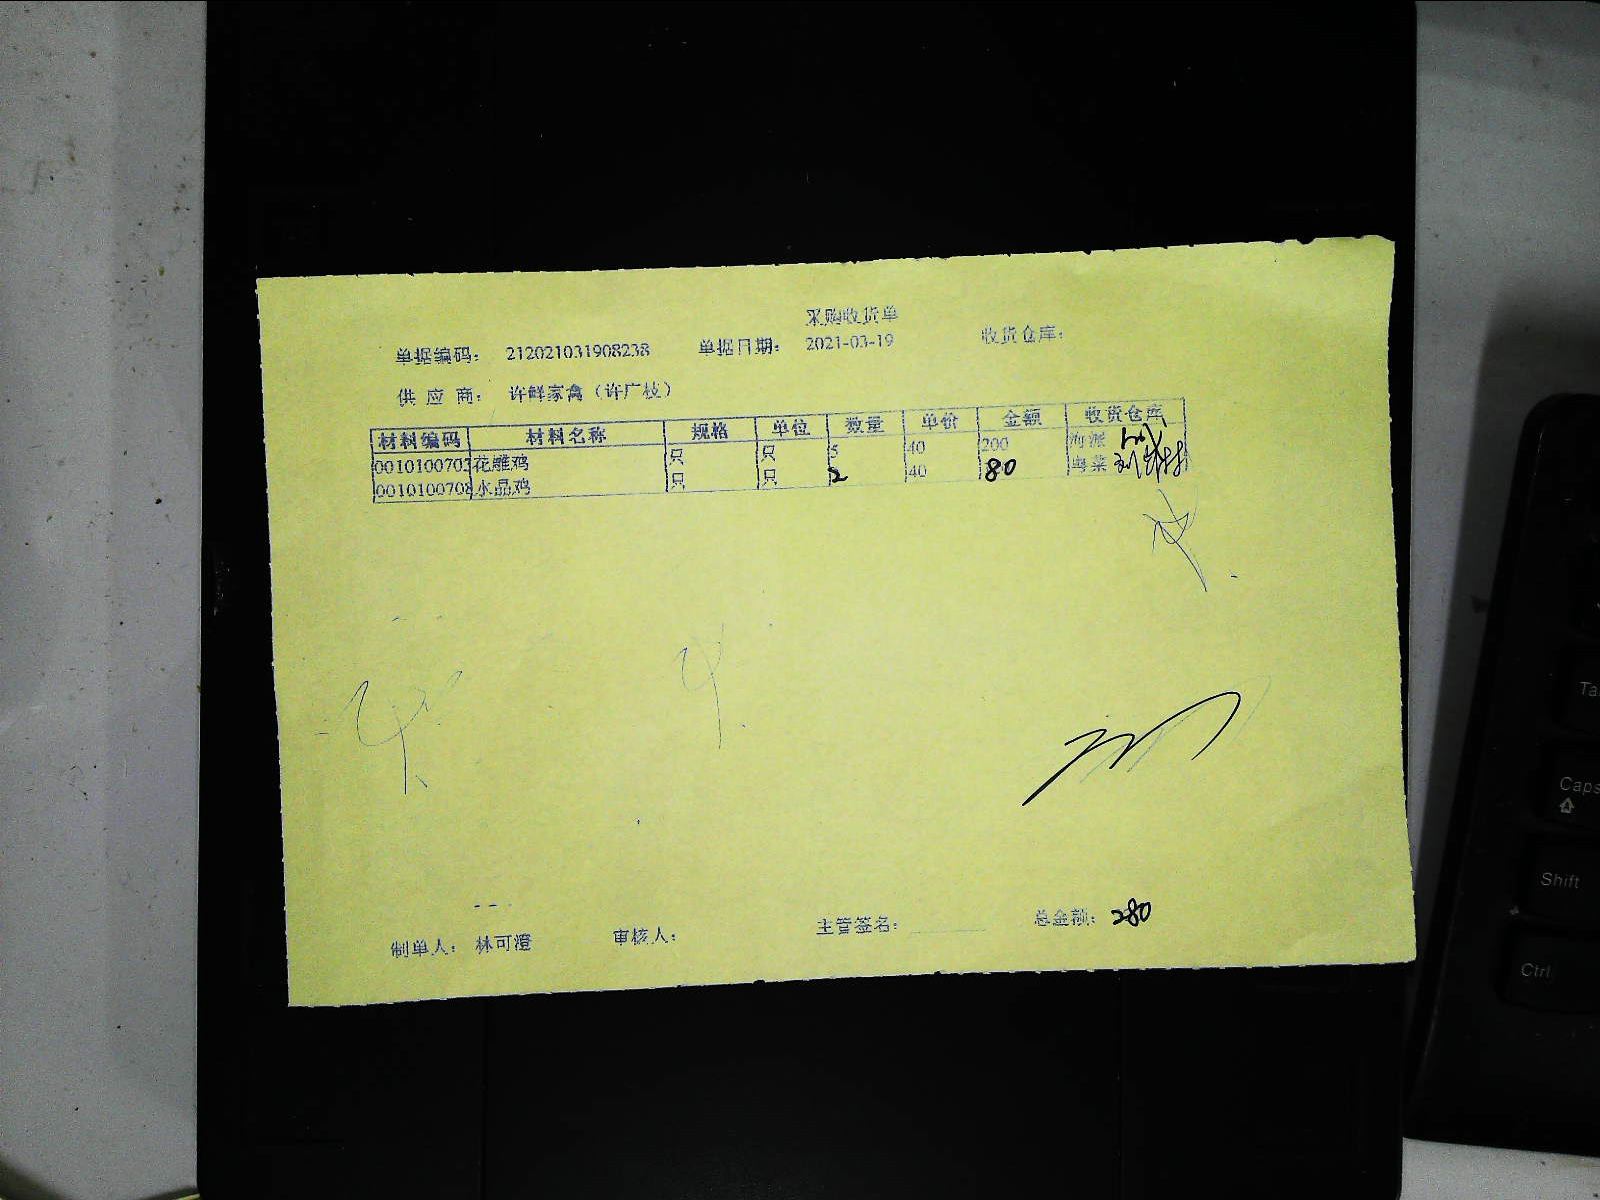 采购收货单
单据编码： 212021031908238 单据日期： 2021-03-19 收货仓库：
供 应 商： 许鲜家禽（许广枝）
材料编码 材料名称 规格 单位 数量 单价 金额 收货仓库
0010100703 花雕鸡 只 只 5 40 200 海派
0010100708 水晶鸡 只 只 2 40 80 粤菜
制单人： 林可澄 审核人： 主管签名： 总金额： 280
Ta
Caps
Shift
Ctrl